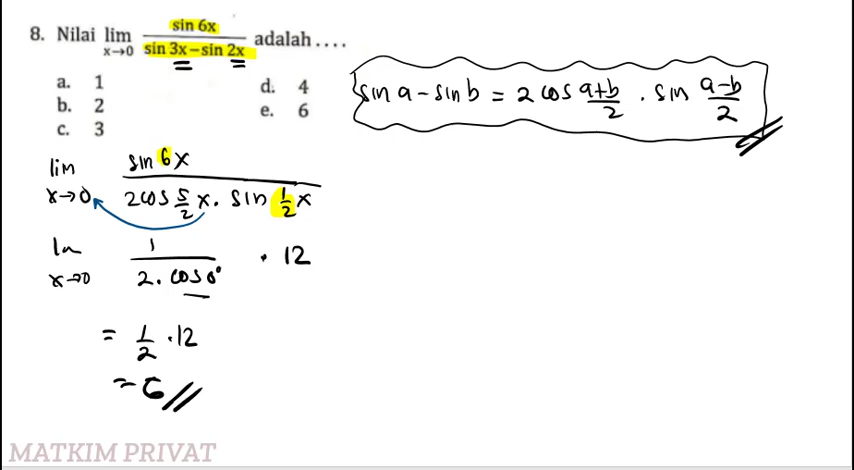 8. Nilai lim x→0 sin 6x / sin 3x – sin 2x adalah . . . .
a. 1
b. 2
c. 3
d. 4
e. 6
sin a - sin b = 2 cos (a+b)/2 . sin (a-b)/2
lim x→0 sin 6x / 2cos 5/2 x . sin 1/2 x
lim x→0 1 / 2. cos 0° . 12
= 1/2 . 12
= 6
MATKIM PRIVAT